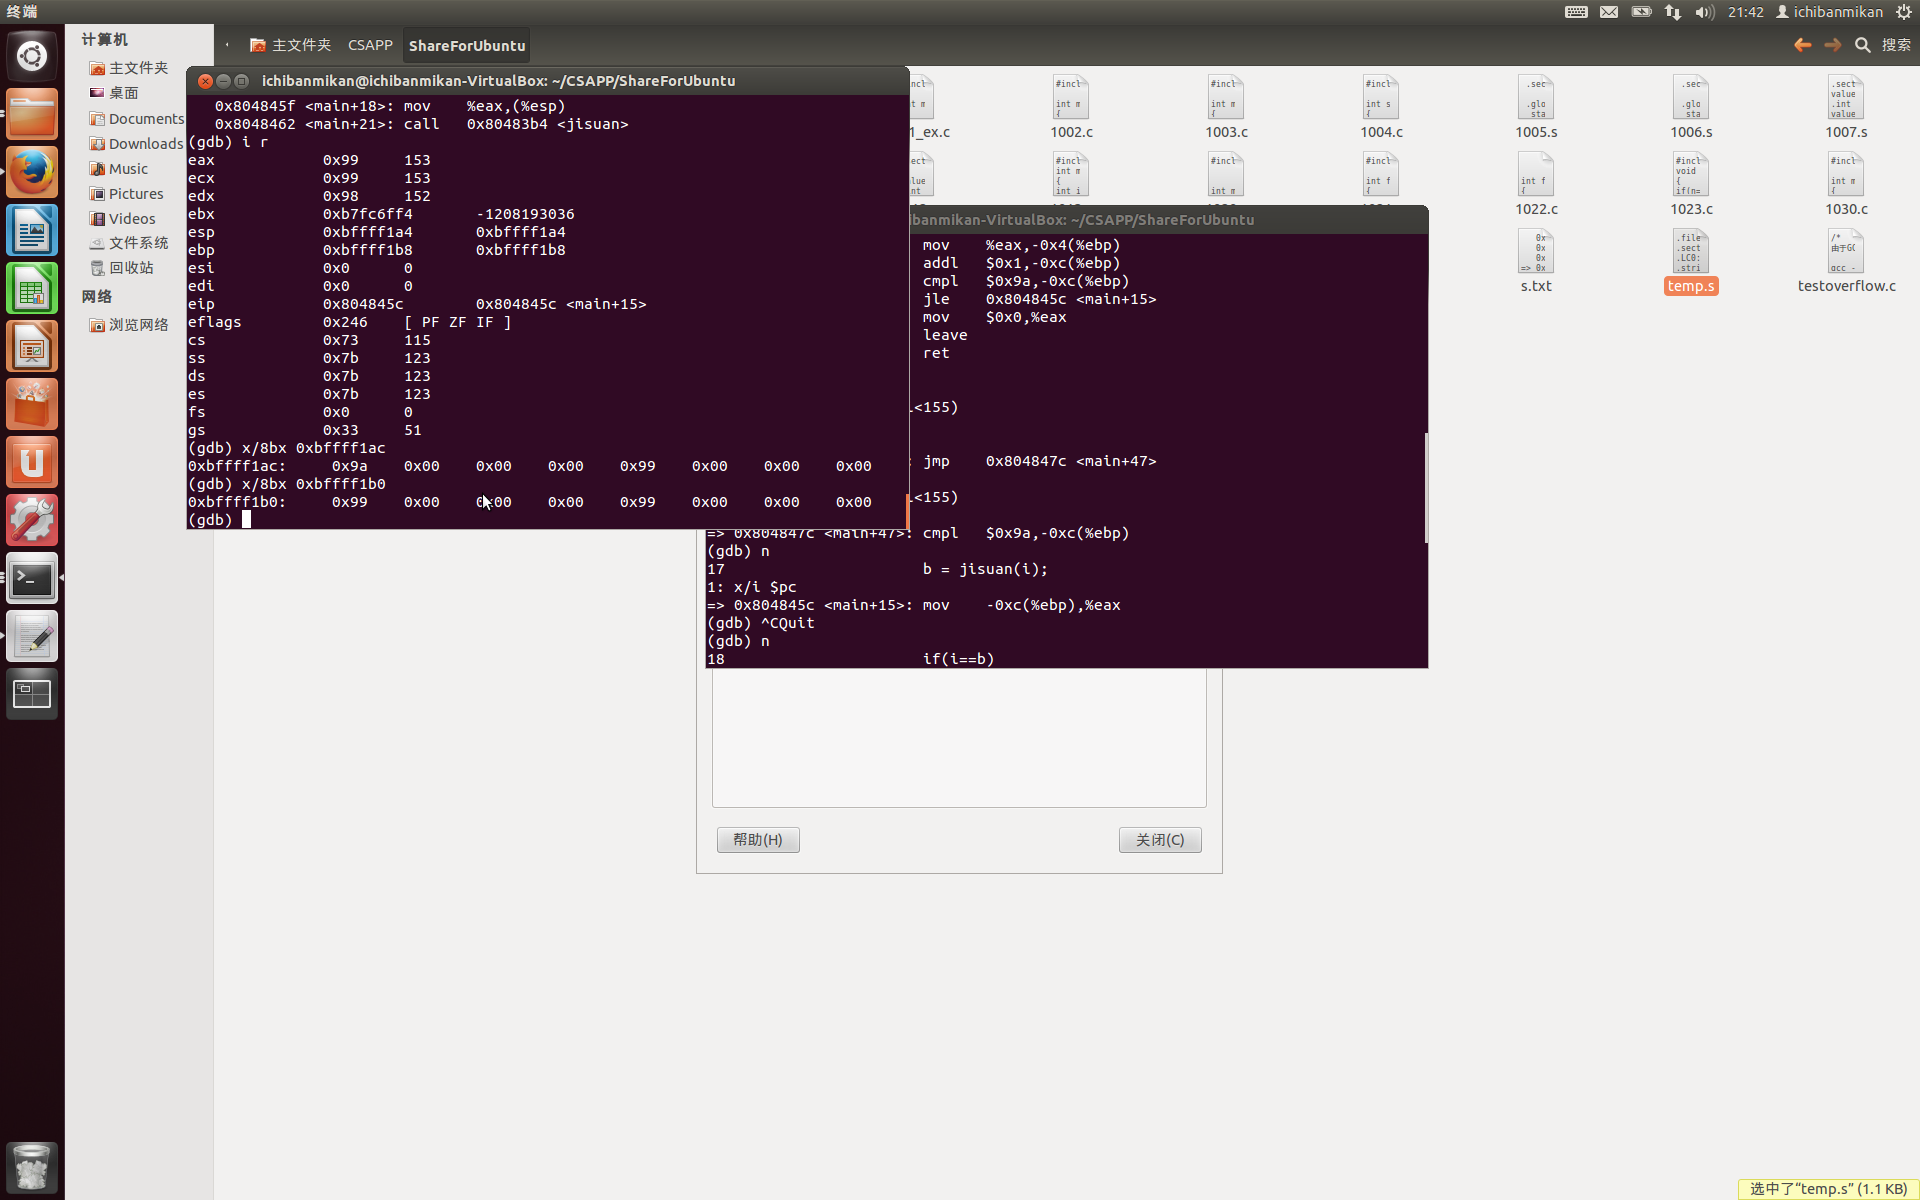 终端
21:42
ichibanmikan
计算机
主文件夹
桌面
Documents
Downloads
Music
Pictures
Videos
文件系统
回收站
网络
浏览网络
主文件夹 CSAPP ShareForUbuntu
搜索
ichibanmikan@ichibanmikan-VirtualBox: ~/CSAPP/ShareForUbuntu
0x804845f <main+18>: mov %eax,(%esp)
0x8048462 <main+21>: call 0x80483b4 <jisuan>
(gdb) i r
eax 0x99 153
ecx 0x99 153
edx 0x98 152
ebx 0xb7fc6ff4 -1208193036
esp 0xbffff1a4 0xbffff1a4
ebp 0xbffff1b8 0xbffff1b8
esi 0x0 0
edi 0x0 0
eip 0x804845c 0x804845c <main+15>
eflags 0x246 [ PF ZF IF ]
cs 0x73 115
ss 0x7b 123
ds 0x7b 123
es 0x7b 123
fs 0x0 0
gs 0x33 51
(gdb) x/8bx 0xbffff1ac
0xbffff1ac: 0x9a 0x00 0x00 0x00 0x99 0x00 0x00 0x00
(gdb) x/8bx 0xbffff1b0
0xbffff1b0: 0x99 0x00 0x00 0x00 0x99 0x00 0x00 0x00
(gdb)
1_ex.c 1002.c 1003.c 1004.c 1005.s 1006.s 1007.s
1022.c 1023.c 1030.c
s.txt temp.s testoverflow.c
ibanmikan-VirtualBox: ~/CSAPP/ShareForUbuntu
mov %eax,-0x4(%ebp)
addl $0x1,-0xc(%ebp)
cmpl $0x9a,-0xc(%ebp)
jle 0x804845c <main+15>
mov $0x0,%eax
leave
ret
<155)
: jmp 0x804847c <main+47>
<155)
=> 0x804847c <main+47>: cmpl $0x9a,-0xc(%ebp)
(gdb) n
17 b = jisuan(i);
1: x/i $pc
=> 0x804845c <main+15>: mov -0xc(%ebp),%eax
(gdb) ^CQuit
(gdb) n
18 if(i==b)
帮助(H) 关闭(C)
选中了“temp.s” (1.1 KB)